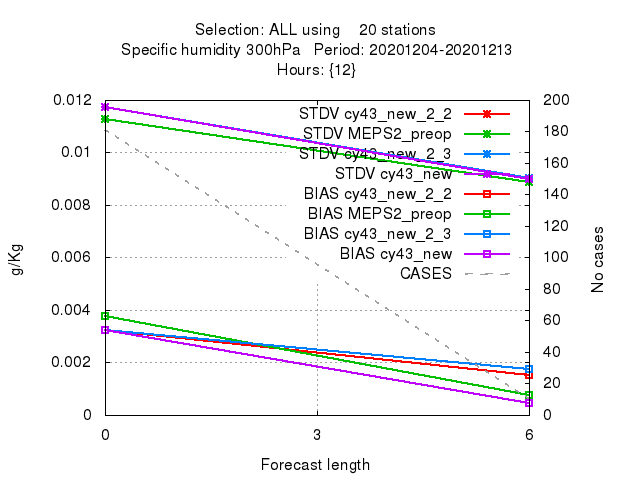 Selection: ALL using    20 stations
Specific humidity 300hPa   Period: 20201204-20201213
Hours: {12}
0.012
0.01
0.008
0.006
0.004
0.002
0
200
180
160
140
120
100
80
60
40
20
0
STDV cy43_new_2_2
STDV MEPS2_preop
STDV cy43_new_2_3
STDV cy43_new
BIAS cy43_new_2_2
BIAS MEPS2_preop
BIAS cy43_new_2_3
BIAS cy43_new
CASES
g/Kg
No cases
0 3 6
Forecast length